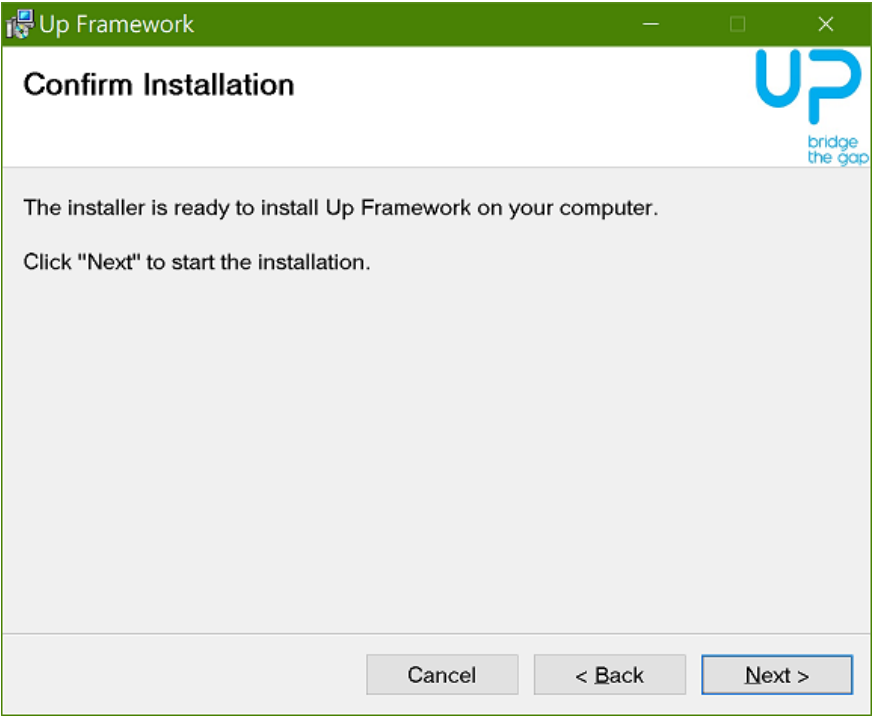 Up Framework
Confirm Installation
UP
bridge
the gap
The installer is ready to install Up Framework on your computer.
Click "Next" to start the installation.
Cancel
< Back
Next >